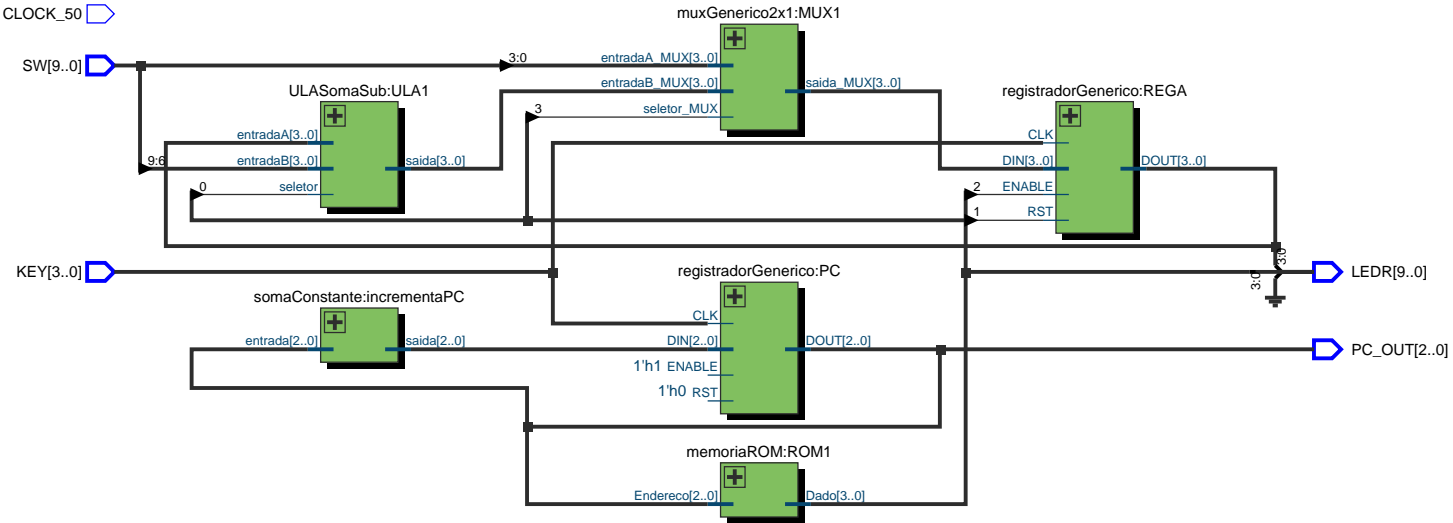 CLOCK_50
SW[9..0]
3:0
9:6
ULASomaSub:ULA1
entradaA[3..0]
entradaB[3..0]
seletor
saida[3..0]
0
muxGenerico2x1:MUX1
entradaA_MUX[3..0]
entradaB_MUX[3..0]
seletor_MUX
saida_MUX[3..0]
3
registradorGenerico:REGA
CLK
DIN[3..0]
ENABLE
RST
DOUT[3..0]
2
1
3:0
3:0
KEY[3..0]
LEDR[9..0]
somaConstante:incrementaPC
entrada[2..0]
saida[2..0]
registradorGenerico:PC
CLK
DIN[2..0]
1'h1 ENABLE
1'h0 RST
DOUT[2..0]
PC_OUT[2..0]
memoriaROM:ROM1
Endereco[2..0]
Dado[3..0]